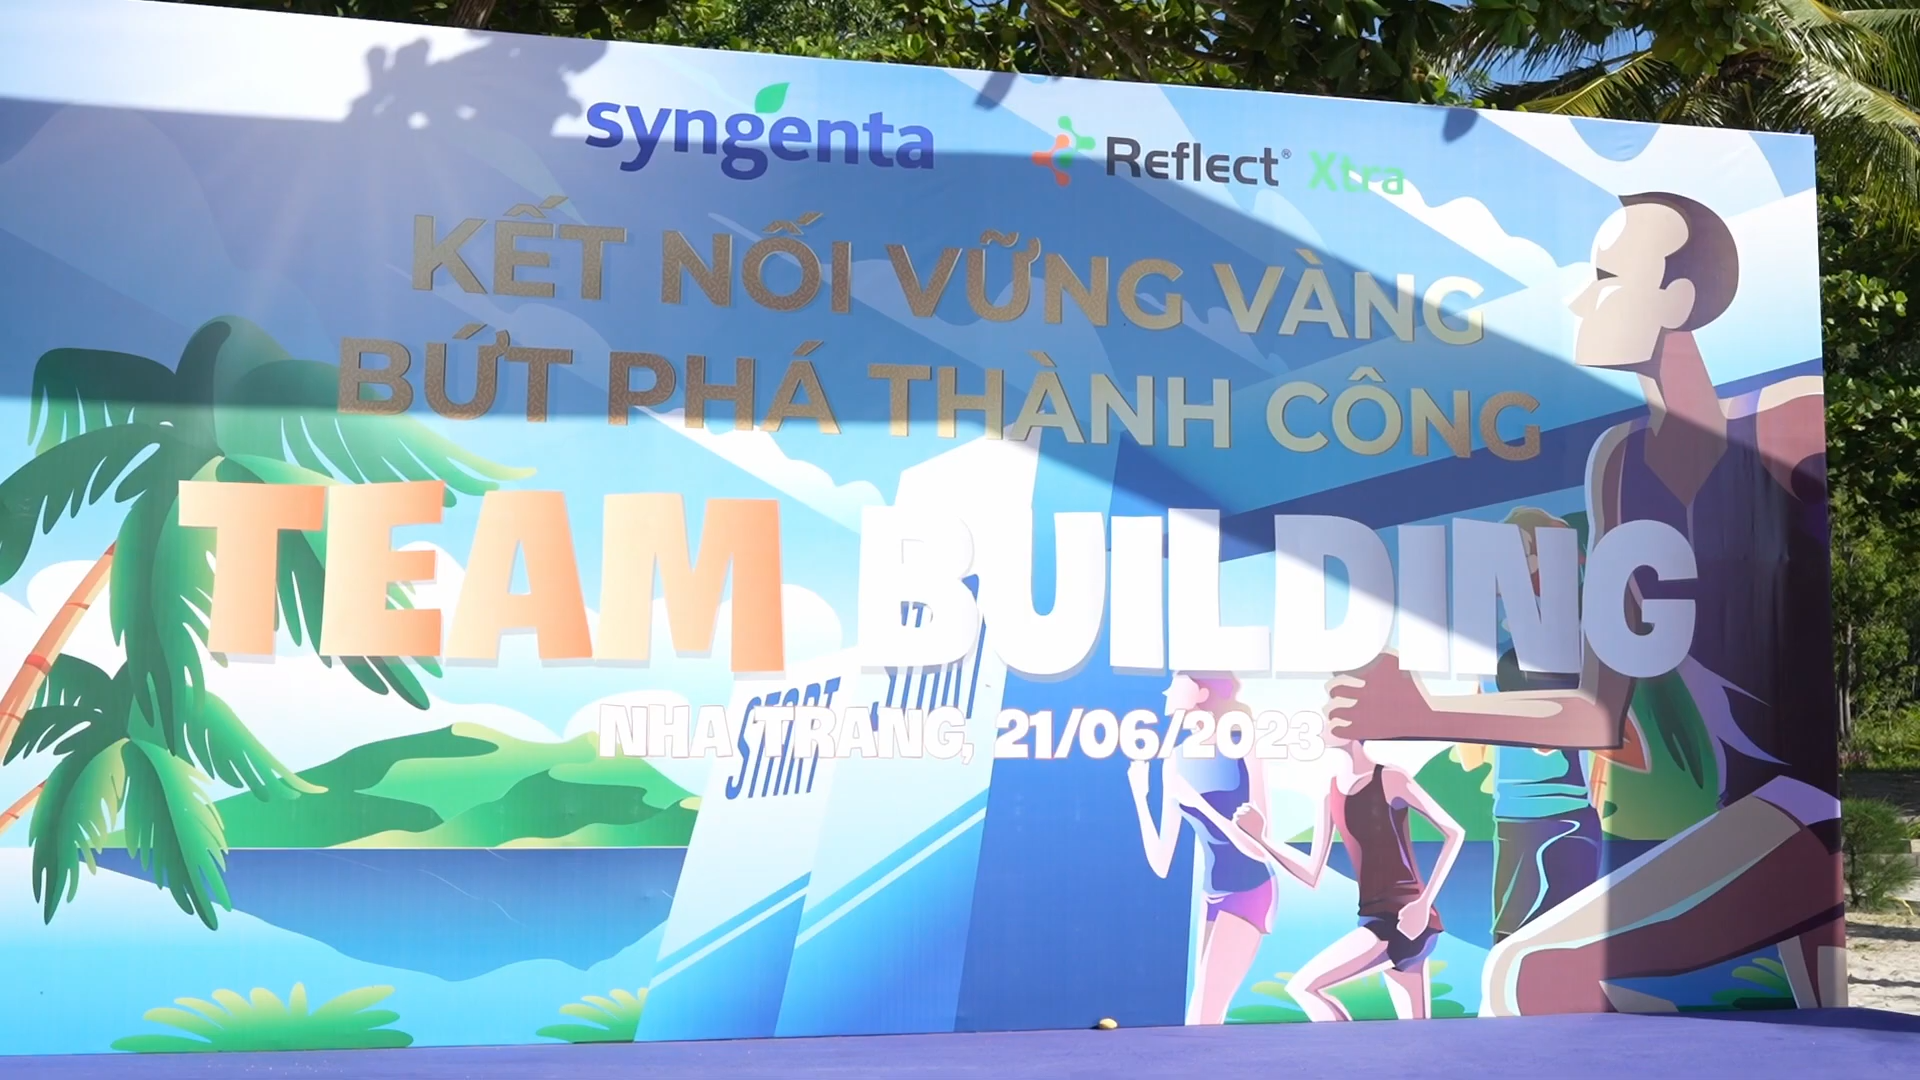 syngenta
Reflect® Xtra
KẾT NỐI VỮNG VÀNG
BỨT PHÁ THÀNH CÔNG
TEAM BUILDING
START
START
NHA TRANG, 21/06/2023